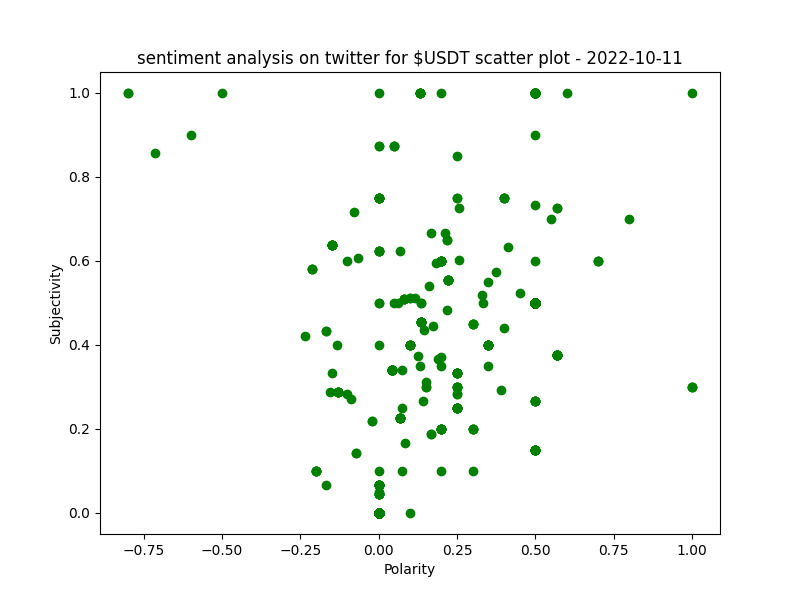 sentiment analysis on twitter for $USDT scatter plot - 2022-10-11
1.0
0.8
0.6
0.4
0.2
0.0
Subjectivity
−0.75 −0.50 −0.25 0.00 0.25 0.50 0.75 1.00
Polarity